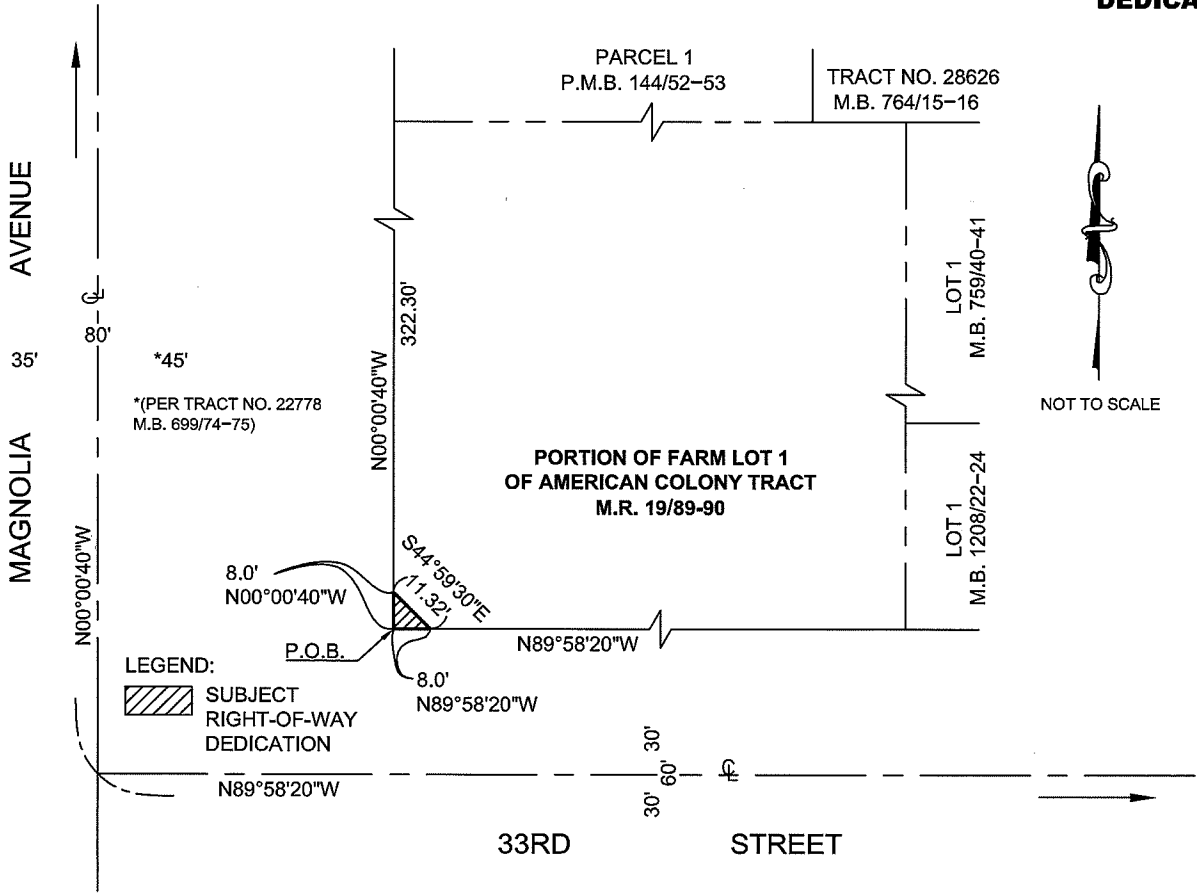 DEDICA
PARCEL 1
P.M.B. 144/52–53
TRACT NO. 28626
M.B. 764/15–16
MAGNOLIA AVENUE
℄
80'
35'
*45'
*(PER TRACT NO. 22778
M.B. 699/74–75)
N00°00'40"W
322.30'
N00°00'40"W
LOT 1
M.B. 759/40–41
NOT TO SCALE
PORTION OF FARM LOT 1
OF AMERICAN COLONY TRACT
M.R. 19/89-90
LOT 1
M.B. 1208/22–24
S44°59'30"E
11.32'
8.0'
N00°00'40"W
P.O.B.
N89°58'20"W
8.0'
N89°58'20"W
LEGEND:
SUBJECT
RIGHT-OF-WAY
DEDICATION
N89°58'20"W
30'
60'
30'
℄
33RD STREET